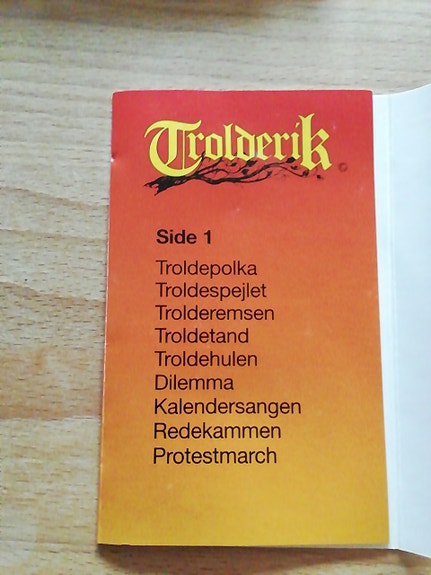 Trolderik
Side 1
Troldepolka
Troldespejlet
Trolderemsen
Troldetand
Troldehulen
Dilemma
Kalendersangen
Redekammen
Protestmarch